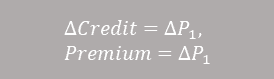 ΔCredit = ΔP₁,
Premium = ΔP₁